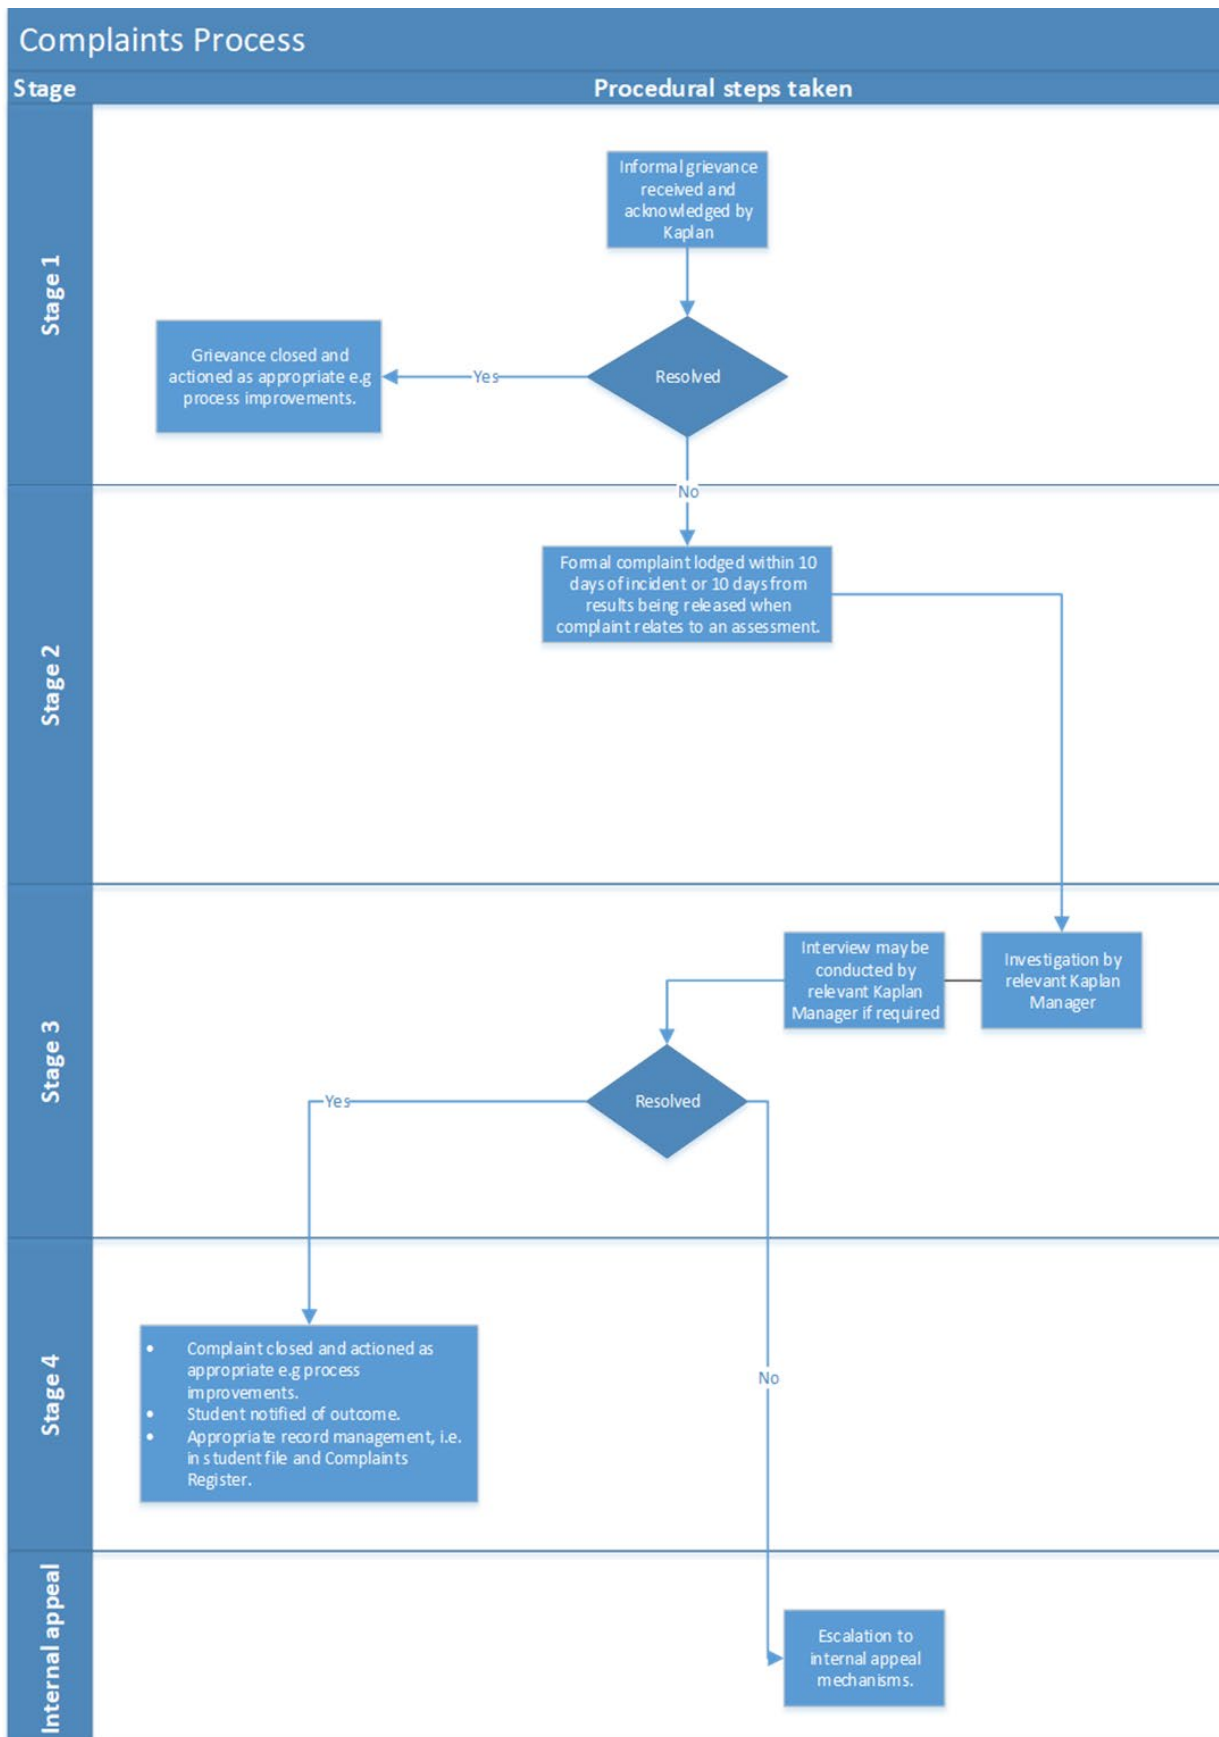 Complaints Process
Stage
Procedural steps taken
Stage 1
Informal grievance
received and
acknowledged by
Kaplan
Resolved
Yes
Grievance closed and
actioned as appropriate e.g
process improvements.
No
Stage 2
Formal complaint lodged within 10
days of incident or 10 days from
results being released when
complaint relates to an assessment.
Stage 3
Investigation by
relevant Kaplan
Manager
Interview may be
conducted by
relevant Kaplan
Manager if required
Resolved
Yes
Stage 4
• Complaint closed and actioned as
appropriate e.g process
improvements.
• Student notified of outcome.
• Appropriate record management, i.e.
in student file and Complaints
Register.
No
Internal appeal
Escalation to
internal appeal
mechanisms.